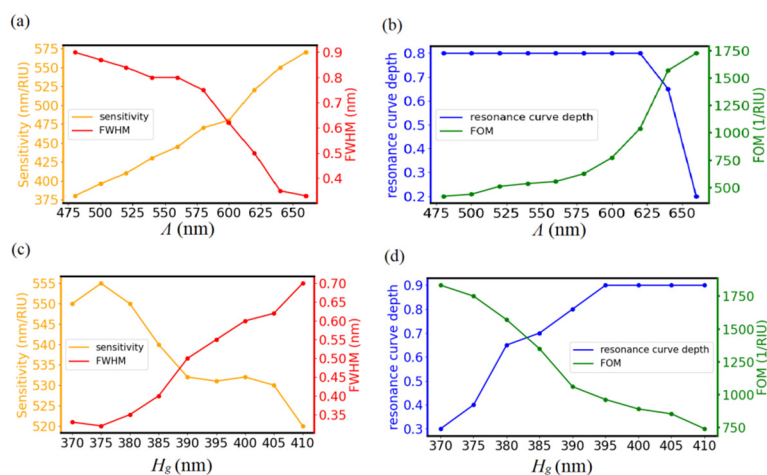 (a)
Sensitivity (nm/RIU)
575
550
525
500
475
450
425
400
375
sensitivity
FWHM
0.9
0.8
0.7
0.6
0.5
0.4
FWHM (nm)
475 500 525 550 575 600 625 650
Λ (nm)
(b)
resonance curve depth
0.8
0.7
0.6
0.5
0.4
0.3
0.2
resonance curve depth
FOM
1750
1500
1250
1000
750
500
FOM (1/RIU)
475 500 525 550 575 600 625 650
Λ (nm)
(c)
Sensitivity (nm/RIU)
555
550
545
540
535
530
525
520
sensitivity
FWHM
0.70
0.65
0.60
0.55
0.50
0.45
0.40
0.35
FWHM (nm)
370 375 380 385 390 395 400 405 410
Hg (nm)
(d)
resonance curve depth
0.9
0.8
0.7
0.6
0.5
0.4
0.3
resonance curve depth
FOM
1750
1500
1250
1000
750
FOM (1/RIU)
370 375 380 385 390 395 400 405 410
Hg (nm)